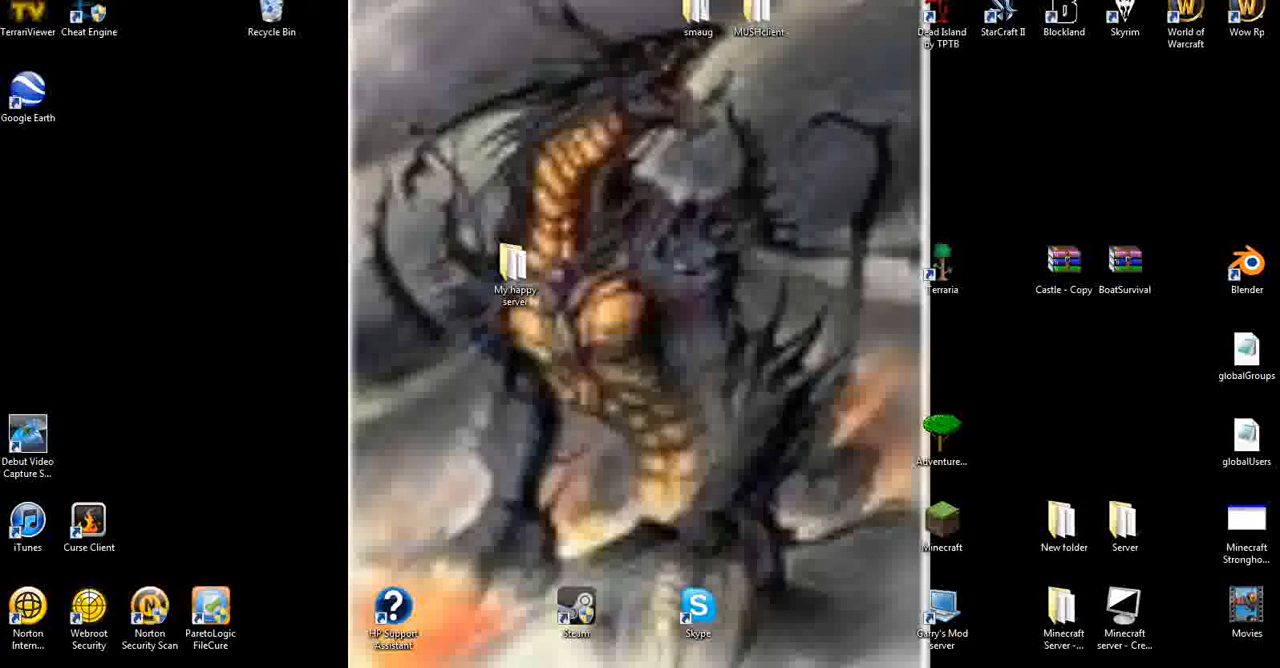 TerranViewer
Cheat Engine
Recycle Bin
smaug
MUSHclient
Dead Island
by TPTB
StarCraft II
Blockland
Skyrim
World of
Warcraft
Wow Rp
Google Earth
My happy
server
Terraria
Castle - Copy
BoatSurvival
Blender
globalGroups
Debut Video
Capture S...
Adventure...
globalUsers
iTunes
Curse Client
Minecraft
New folder
Server
Minecraft
Strongho...
Norton
Intern...
Webroot
Security
Norton
Security Scan
ParetoLogic
FileCure
HP Support
Assistant
Steam
Skype
Garry's Mod
server
Minecraft
Server -...
Minecraft
server - Cre...
Movies